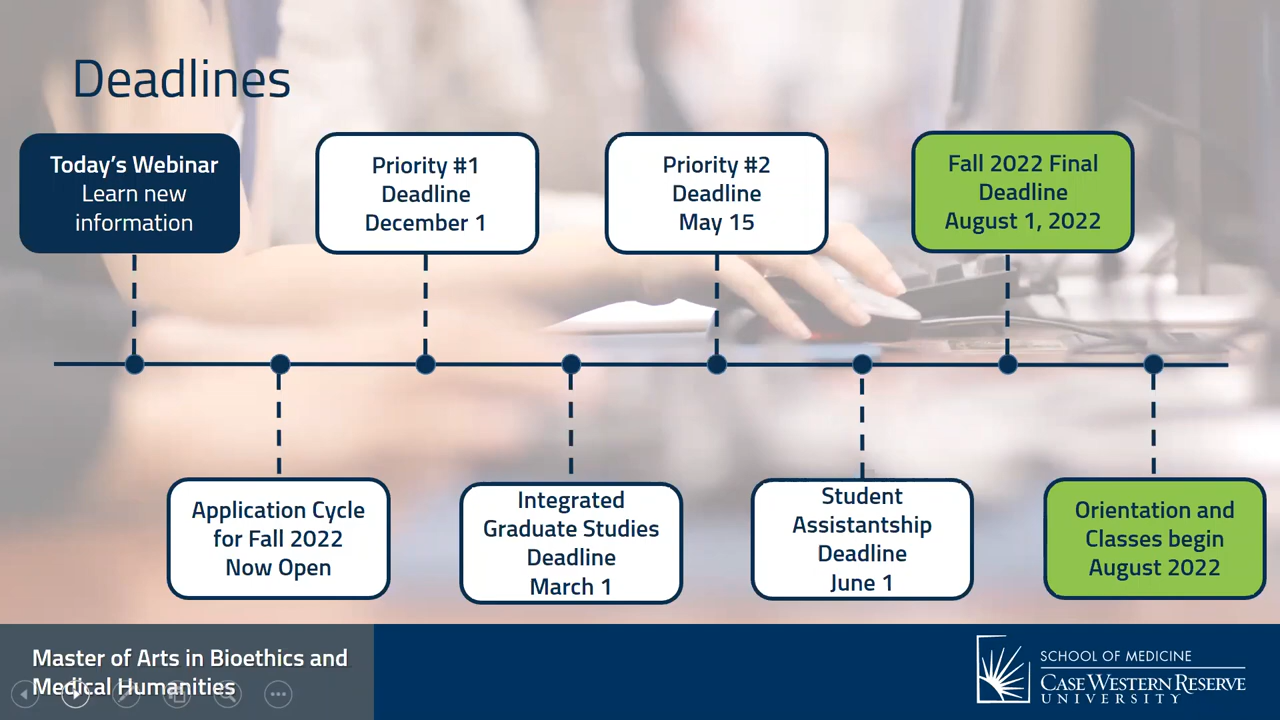 Deadlines
Today's Webinar
Learn new
information
Priority #1
Deadline
December 1
Priority #2
Deadline
May 15
Fall 2022 Final
Deadline
August 1, 2022
Application Cycle
for Fall 2022
Now Open
Integrated
Graduate Studies
Deadline
March 1
Student
Assistantship
Deadline
June 1
Orientation and
Classes begin
August 2022
Master of Arts in Bioethics and
Medical Humanities
SCHOOL OF MEDICINE
CASE WESTERN RESERVE
UNIVERSITY